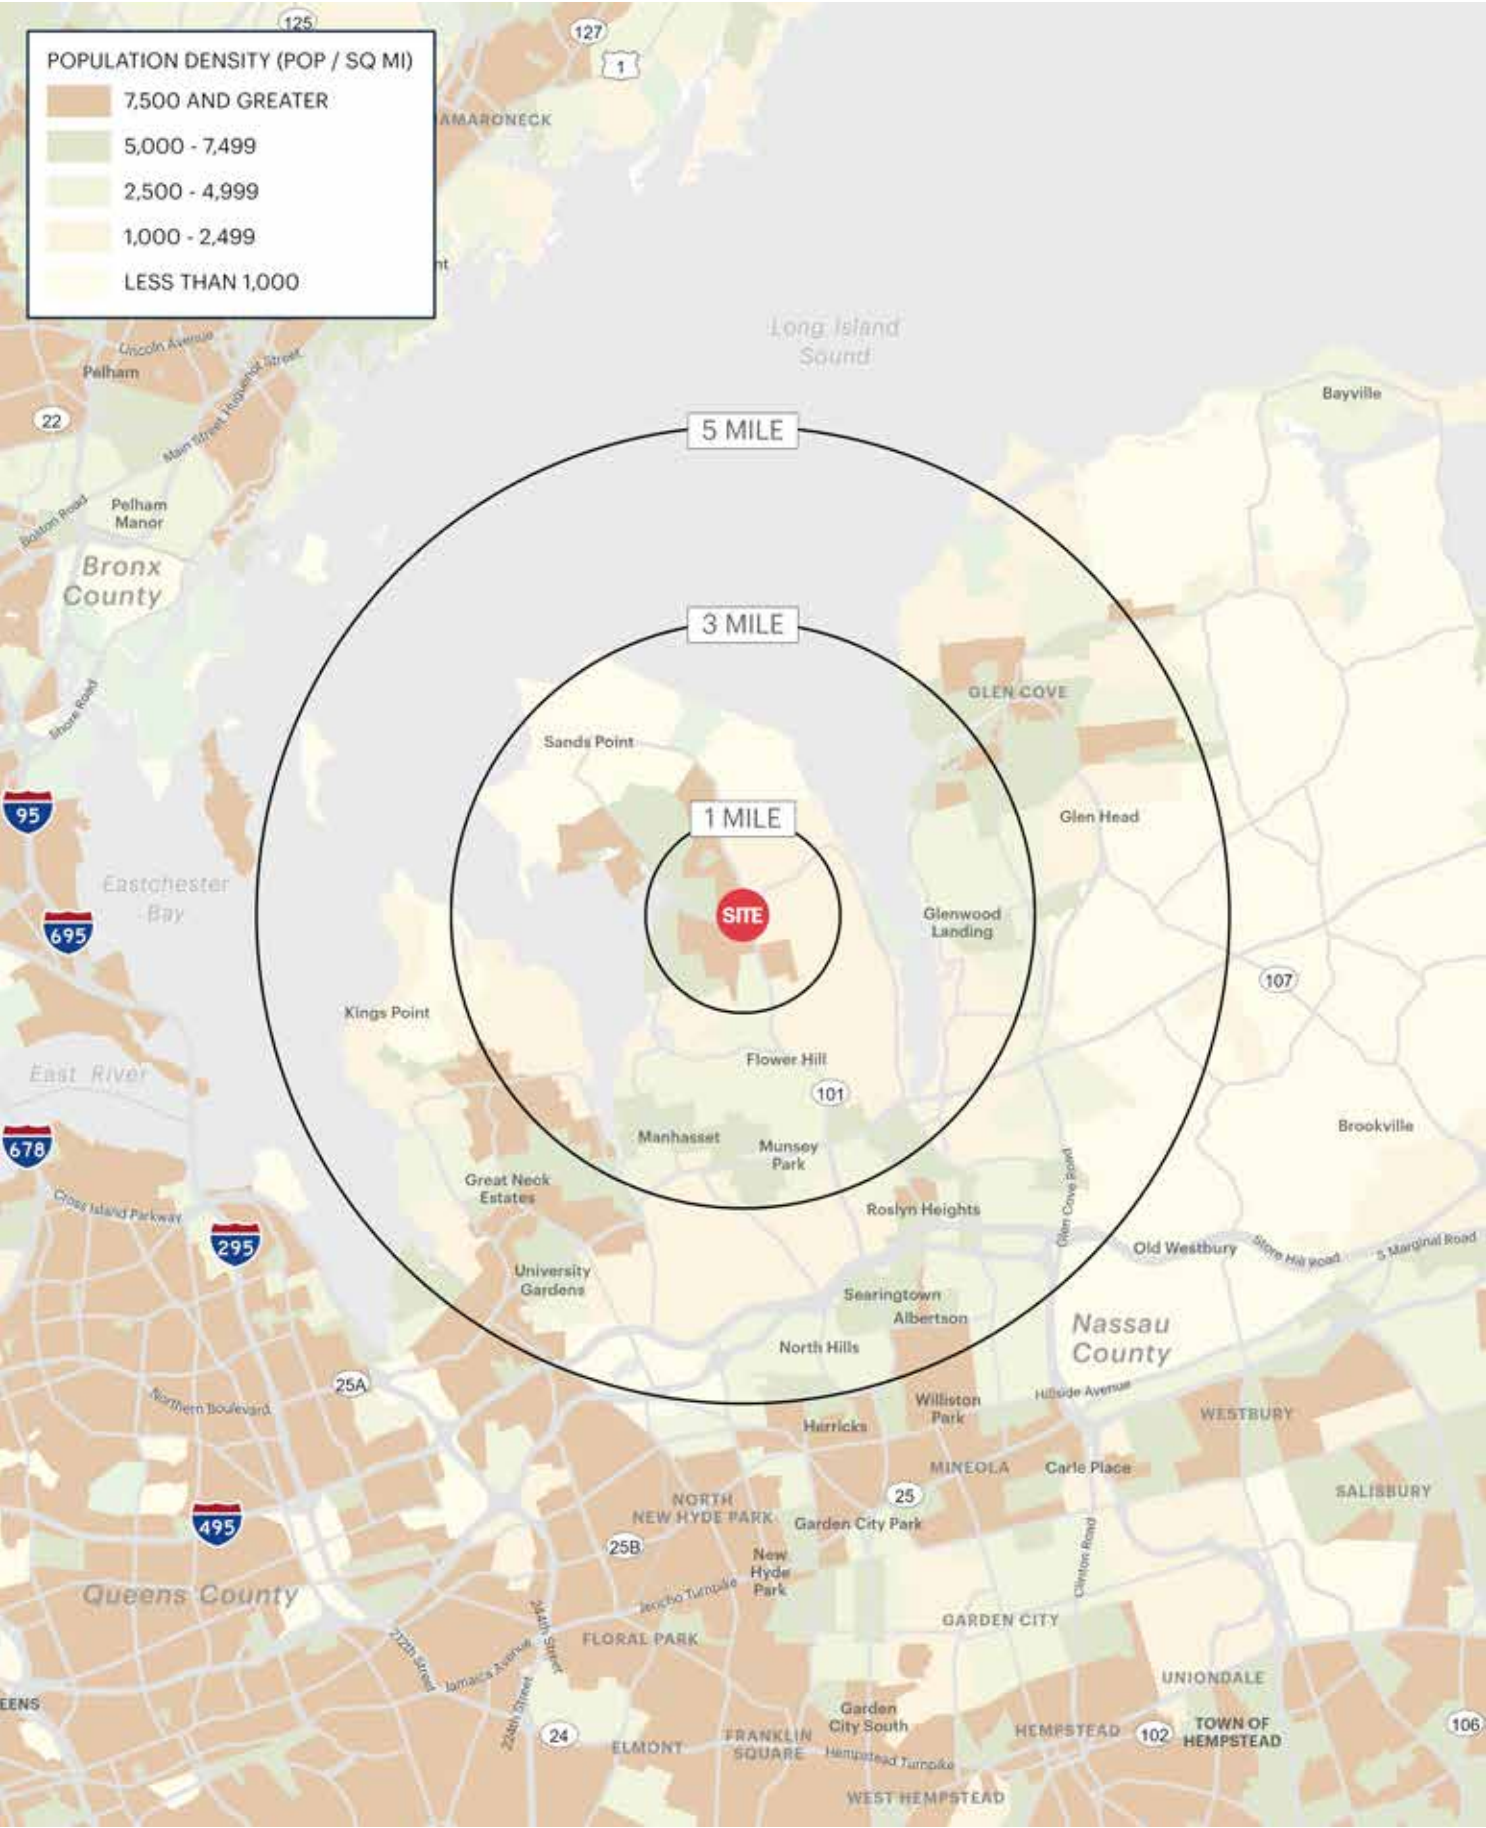 125
127
1
POPULATION DENSITY (POP / SQ MI)
7,500 AND GREATER
5,000 - 7,499
2,500 - 4,999
1,000 - 2,499
LESS THAN 1,000
AMARONECK
nt
Long Island
Sound
Lincoln Avenue
Pelham
Huguenot Street
Main Street
22
Bayville
5 MILE
Pelham
Manor
Boston Road
Bronx
County
3 MILE
GLEN COVE
Shore Road
Sands Point
95
1 MILE
Glen Head
Eastchester
Bay
695
SITE
Glenwood
Landing
107
Kings Point
Flower Hill
East River
101
678
Manhasset
Munsey
Park
Brookville
Great Neck
Estates
Cross Island Parkway
Roslyn Heights
Glen Cove Road
295
Old Westbury
Store Hill Road
S Marginal Road
University
Gardens
Searingtown
Albertson
North Hills
Nassau
County
25A
Northern Boulevard
Hillside Avenue
Williston
Park
Herricks
WESTBURY
MINEOLA
Carle Place
SALISBURY
495
NORTH
NEW HYDE PARK
25
Garden City Park
25B
New
Hyde
Park
Clinton Road
Queens County
Jericho Turnpike
244th Street
GARDEN CITY
FLORAL PARK
212th Street
Jamaica Avenue
UNIONDALE
EENS
224th Street
24
ELMONT
FRANKLIN
SQUARE
Garden
City South
Hempstead Turnpike
HEMPSTEAD
102
TOWN OF
HEMPSTEAD
106
WEST HEMPSTEAD